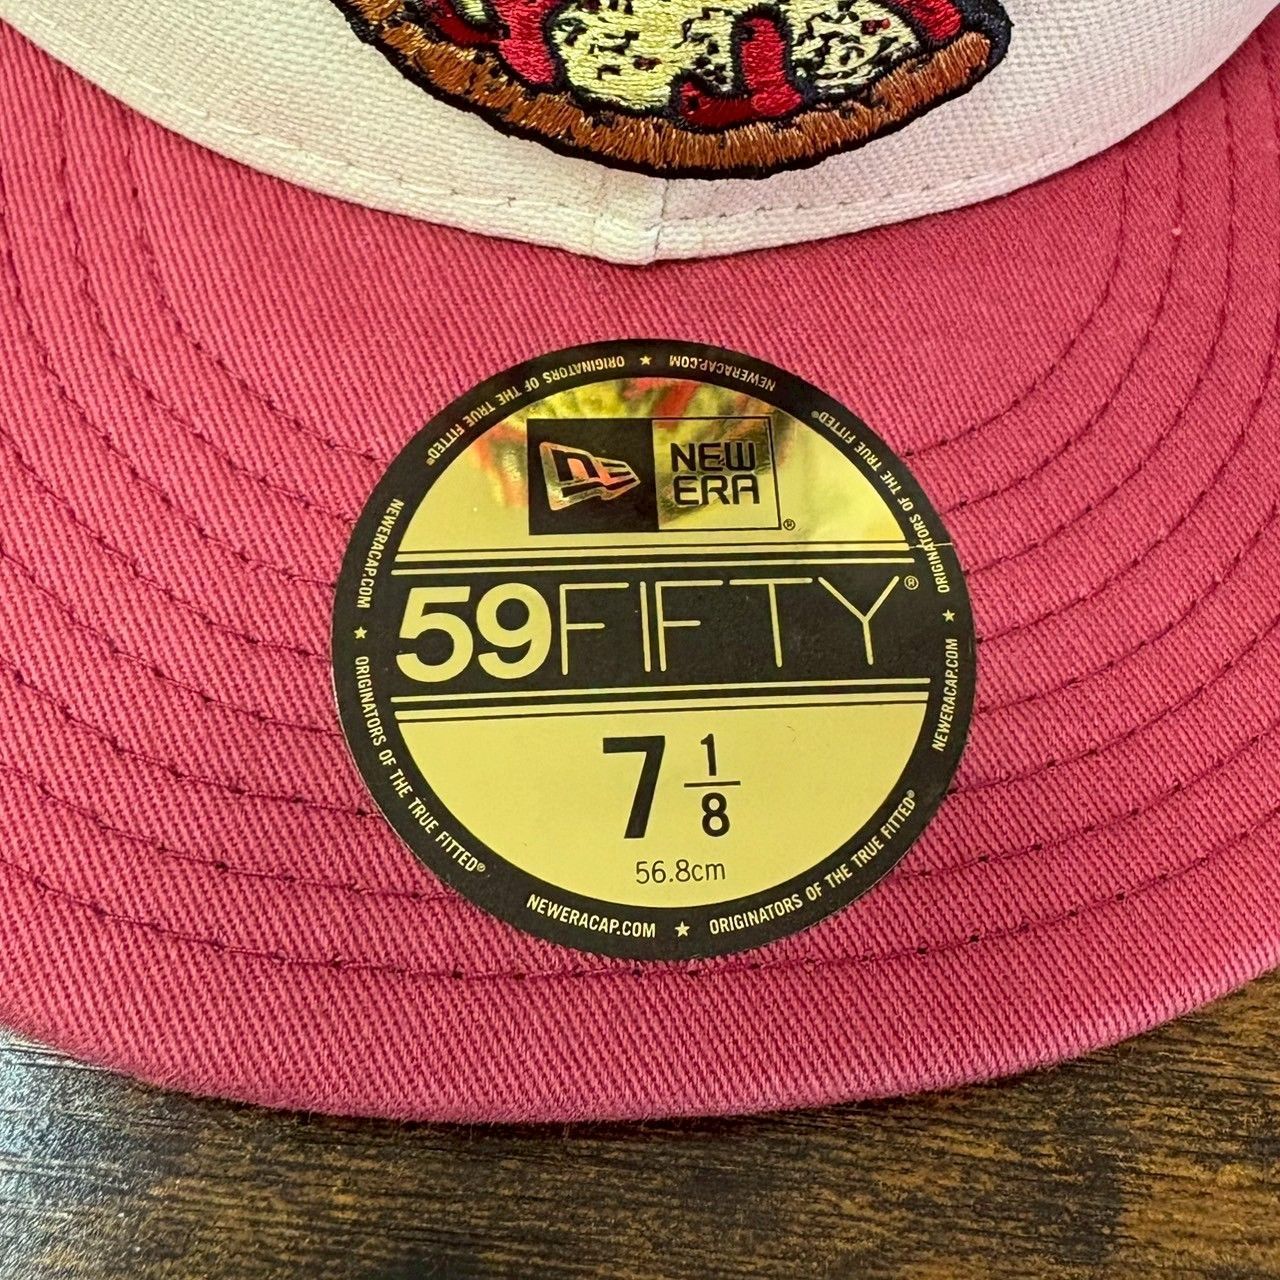 NEWERACAP.COM ★ ORIGINATORS OF THE TRUE FITTED®
NEWERACAP.COM ★ ORIGINATORS OF THE TRUE FITTED®
NEWERACAP.COM ★ ORIGINATORS OF THE TRUE FITTED®
NEWERACAP.COM ★ ORIGINATORS OF THE TRUE FITTED®
NE
NEW
ERA®
59FIFTY®
7 1/8
56.8cm